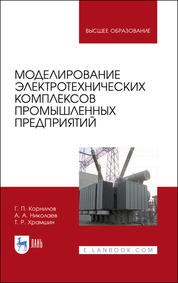 ВЫСШЕЕ ОБРАЗОВАНИЕ
МОДЕЛИРОВАНИЕ
ЭЛЕКТРОТЕХНИЧЕСКИХ
КОМПЛЕКСОВ
ПРОМЫШЛЕННЫХ
ПРЕДПРИЯТИЙ
Г. П. Корнилов
А. А. Николаев
Т. Р. Храмшин
ЛАНЬ
E.LANBOOK.COM